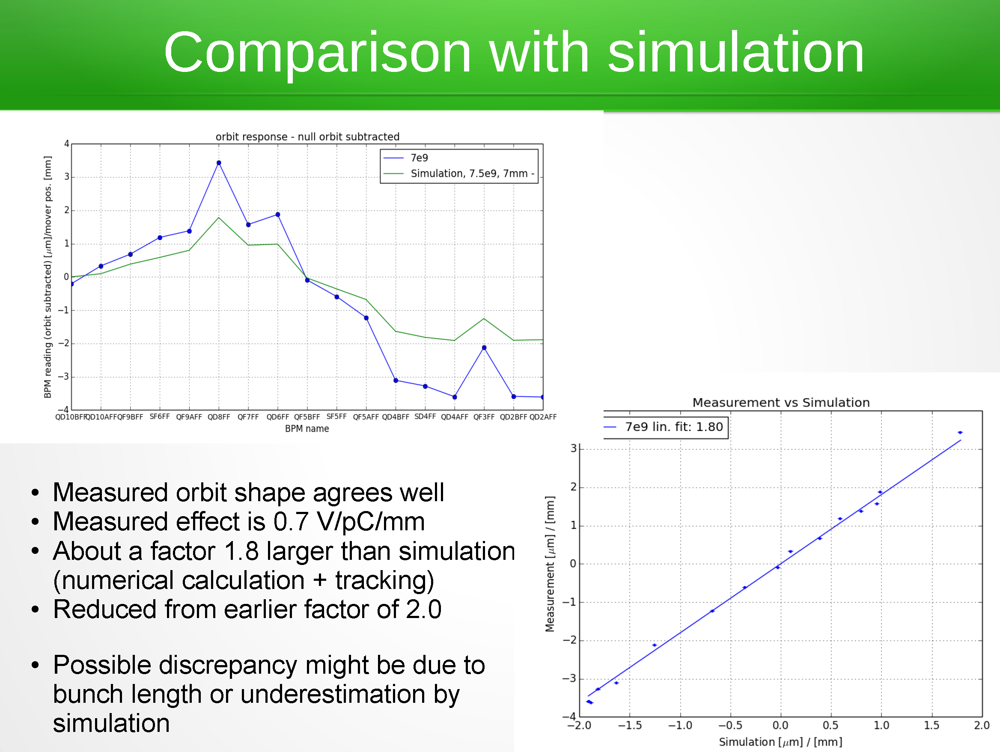 Comparison with simulation
orbit response - null orbit subtracted
BPM reading (orbit subtracted) [μm]/mover pos. [mm]
4
3
2
1
0
−1
−2
−3
−4
7e9
Simulation, 7.5e9, 7mm -
QD10BFF QD10AFF QF9BFF SF6FF QF9AFF QD8FF QF7FF QD6FF QF5BFF SF5FF QF5AFF QD4BFF SD4FF QD4AFF QF3FF QD2BFF QD2AFF
BPM name
• Measured orbit shape agrees well
• Measured effect is 0.7 V/pC/mm
• About a factor 1.8 larger than simulation
(numerical calculation + tracking)
• Reduced from earlier factor of 2.0
• Possible discrepancy might be due to
bunch length or underestimation by
simulation
Measurement vs Simulation
7e9 lin. fit: 1.80
Measurement [μm] / [mm]
3
2
1
0
−1
−2
−3
−4
−2.0 −1.5 −1.0 −0.5 0.0 0.5 1.0 1.5 2.0
Simulation [μm] / [mm]